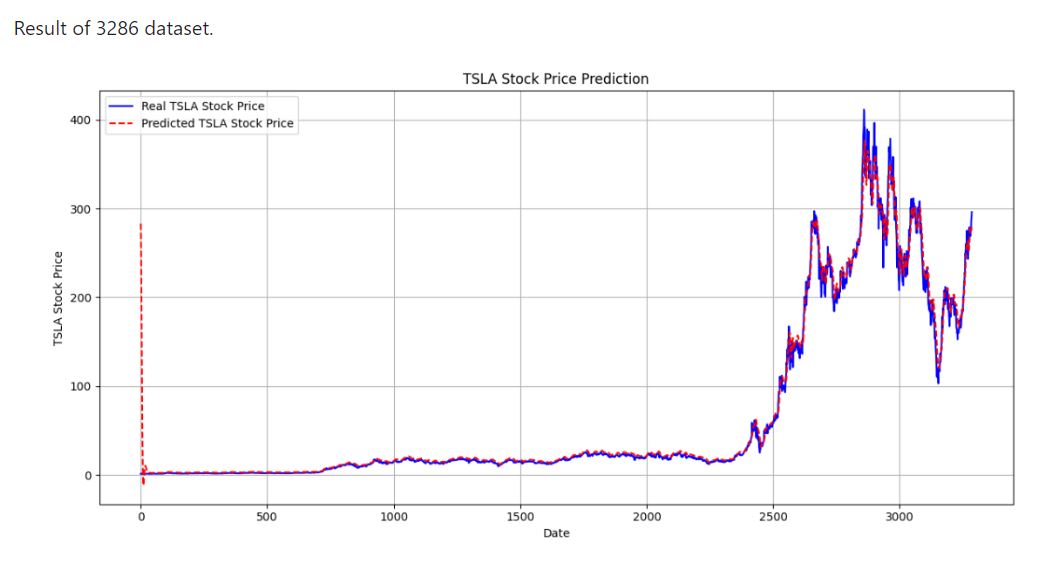 Result of 3286 dataset.
TSLA Stock Price Prediction
Real TSLA Stock Price
Predicted TSLA Stock Price
TSLA Stock Price
400
300
200
100
0
0 500 1000 1500 2000 2500 3000
Date